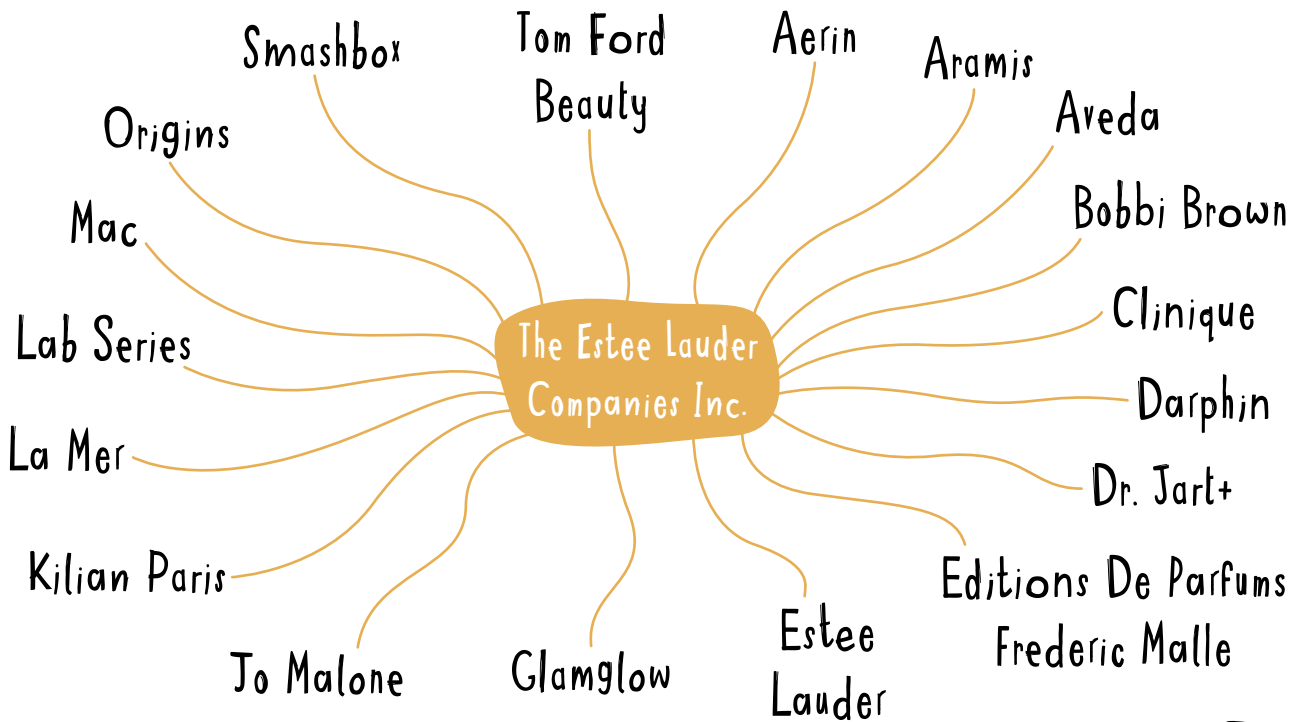 Smashbox
Tom Ford
Beauty
Aerin
Aramis
Aveda
Bobbi Brown
Clinique
Darphin
Dr. Jart+
Editions De Parfums
Frederic Malle
Estee
Lauder
Glamglow
Jo Malone
Kilian Paris
La Mer
Lab Series
Mac
Origins
The Estee Lauder
Companies Inc.